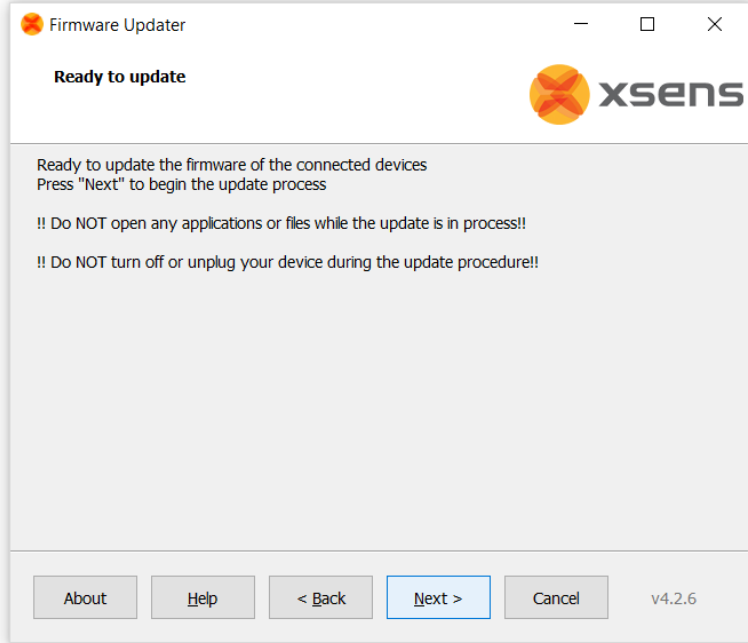 Firmware Updater
Ready to update
xsens
Ready to update the firmware of the connected devices
Press "Next" to begin the update process
!! Do NOT open any applications or files while the update is in process!!
!! Do NOT turn off or unplug your device during the update procedure!!
About
Help
< Back
Next >
Cancel
v4.2.6